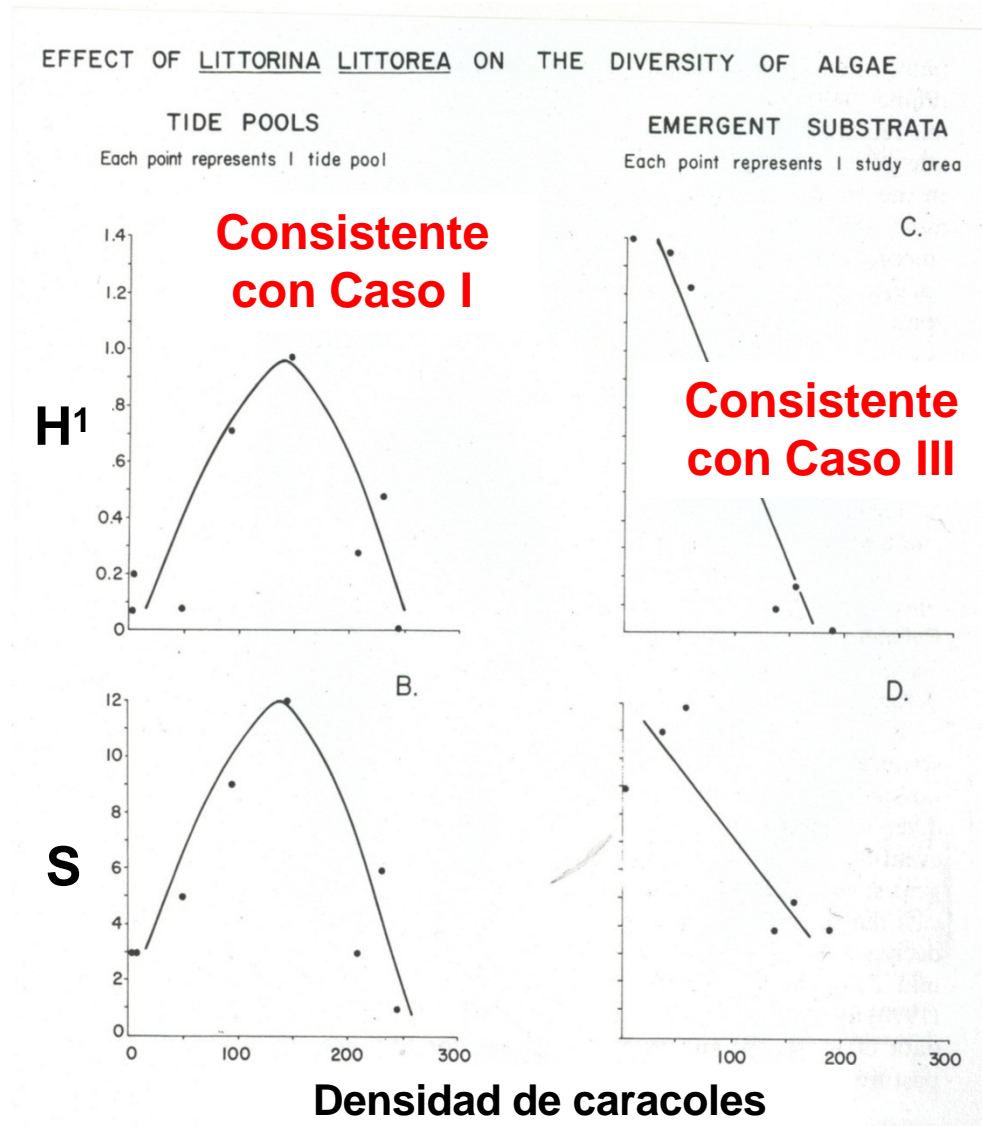 EFFECT OF LITTORINA LITTOREA ON THE DIVERSITY OF ALGAE
TIDE POOLS
Each point represents 1 tide pool
EMERGENT SUBSTRATA
Each point represents 1 study area
Consistente
con Caso I
C.
1.4
1.2
1.0
.8
.6
0.4
0.2
0
H1
Consistente
con Caso III
B.
12
10
8
6
4
2
0
S
0 100 200 300
D.
100 200 300
Densidad de caracoles